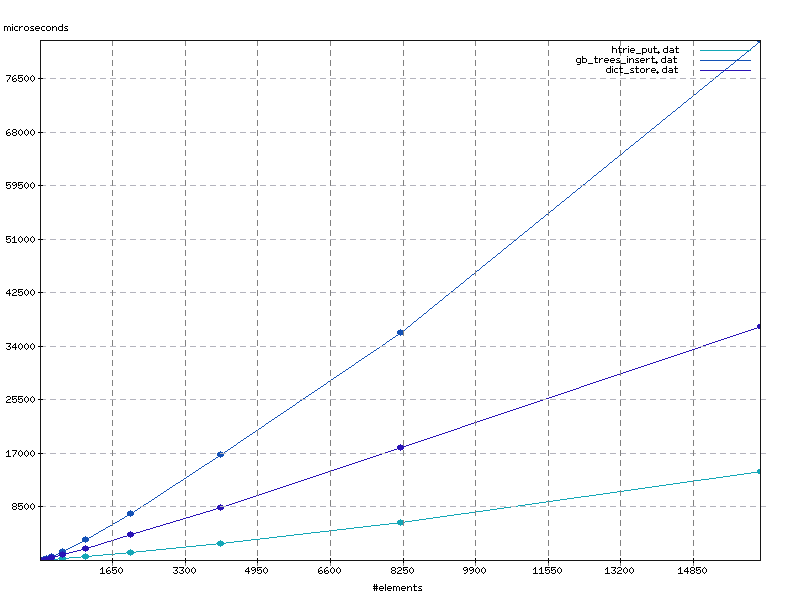 microseconds
htrie_put.dat
gb_trees_insert.dat
dict_store.dat
76500
68000
59500
51000
42500
34000
25500
17000
8500
1650 3300 4950 6600 8250 9900 11550 13200 14850
#elements